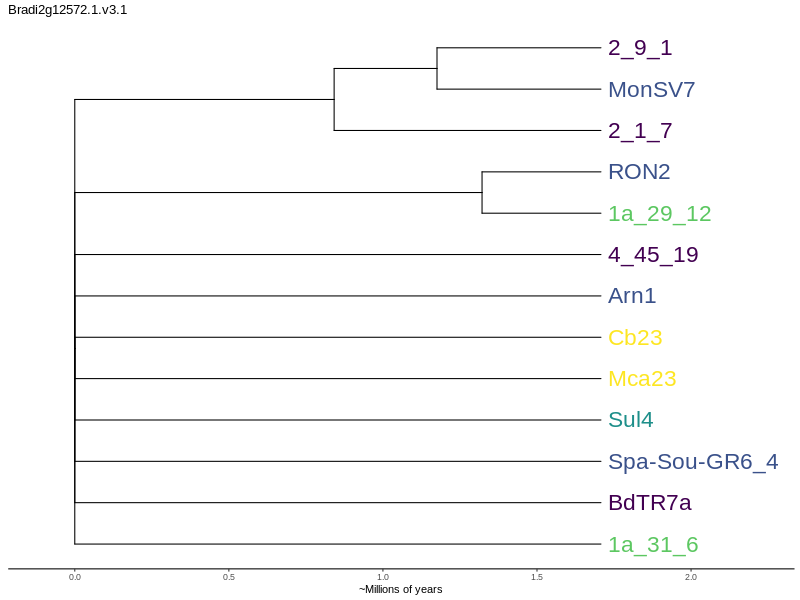 Bradi2g12572.1.v3.1
2_9_1
MonSV7
2_1_7
RON2
1a_29_12
4_45_19
Arn1
Cb23
Mca23
Sul4
Spa-Sou-GR6_4
BdTR7a
1a_31_6
0.0 0.5 1.0 1.5 2.0
~Millions of years